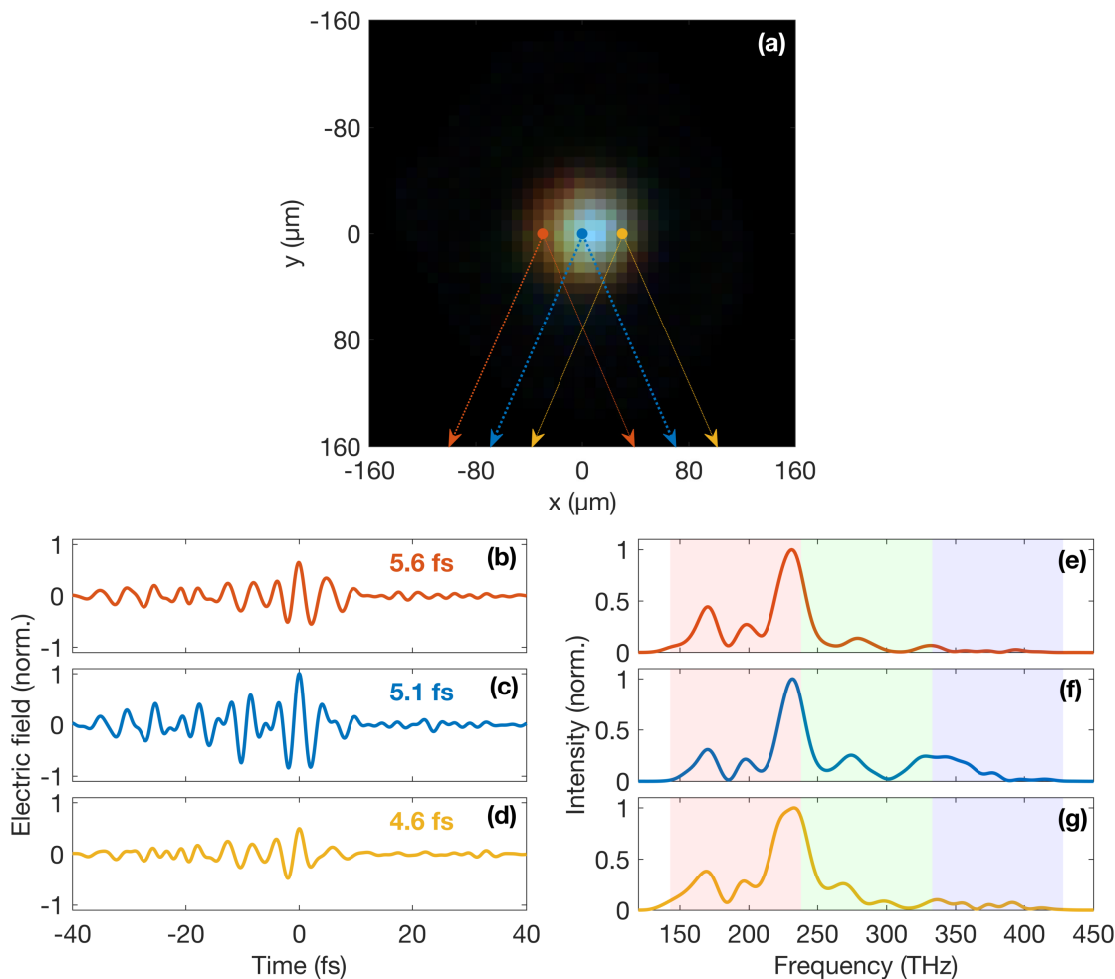 (a)
-160
-80
0
80
160
y (µm)
-160 -80 0 80 160
x (µm)
(b)
5.6 fs
1
0
-1
(c)
5.1 fs
1
0
-1
(d)
4.6 fs
1
0
-1
Electric field (norm.)
-40 -20 0 20 40
Time (fs)
(e)
1
0.5
0
(f)
1
0.5
0
(g)
1
0.5
0
Intensity (norm.)
150 200 250 300 350 400 450
Frequency (THz)